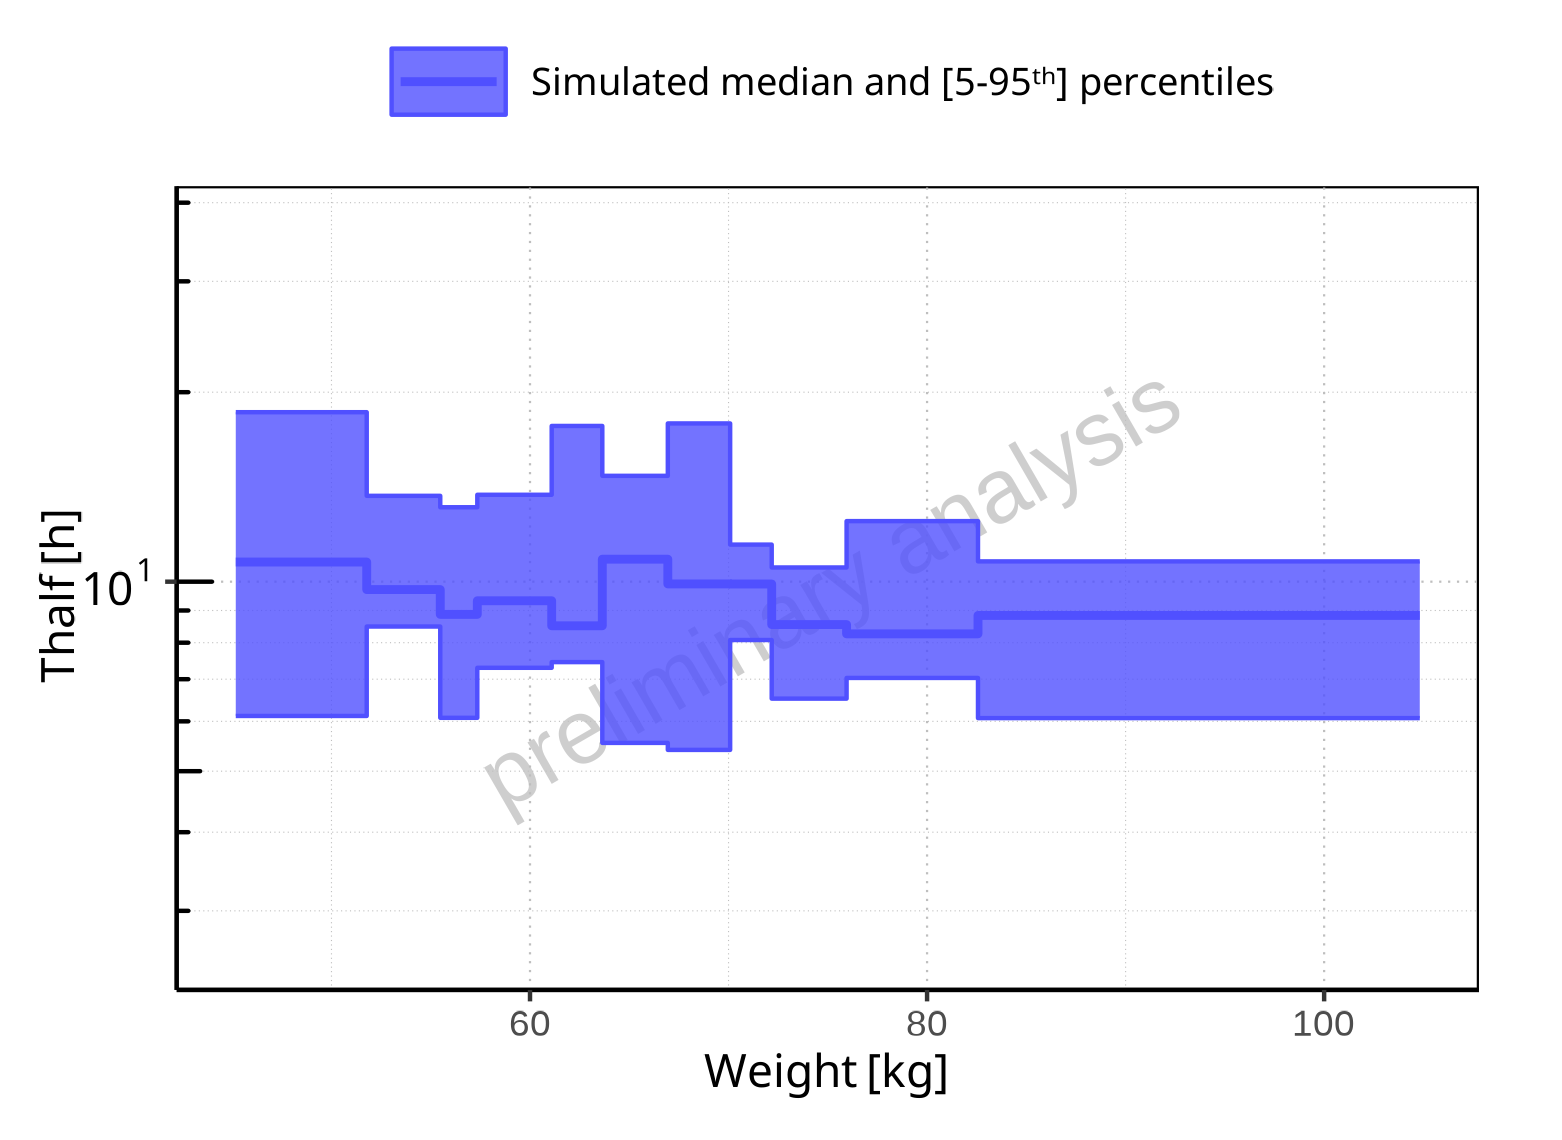 Simulated median and [5-95ᵗʰ] percentiles
Thalf [h]
10¹
preliminary analysis
60 80 100
Weight [kg]